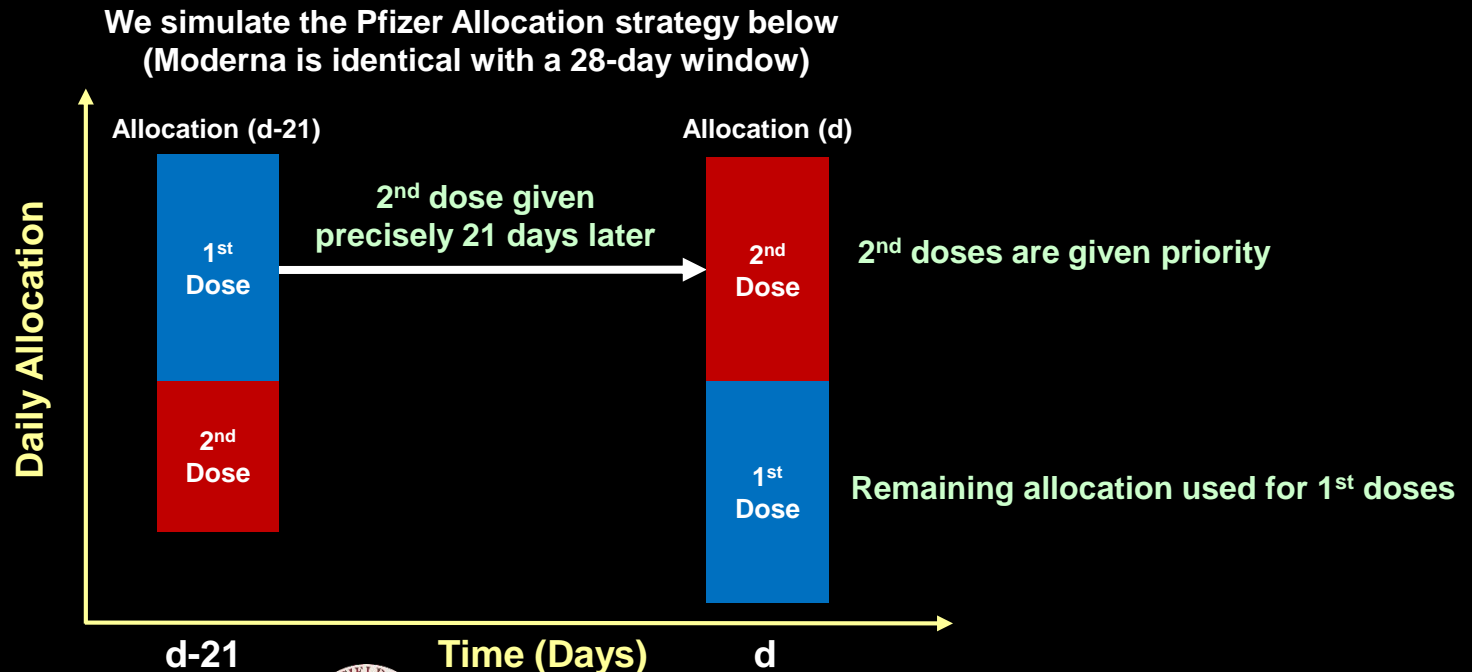 We simulate the Pfizer Allocation strategy below
(Moderna is identical with a 28-day window)
Allocation (d-21)
Allocation (d)
Daily Allocation
1st
Dose
2nd
Dose
2nd dose given
precisely 21 days later
2nd
Dose
1st
Dose
2nd doses are given priority
Remaining allocation used for 1st doses
d-21
Time (Days)
d